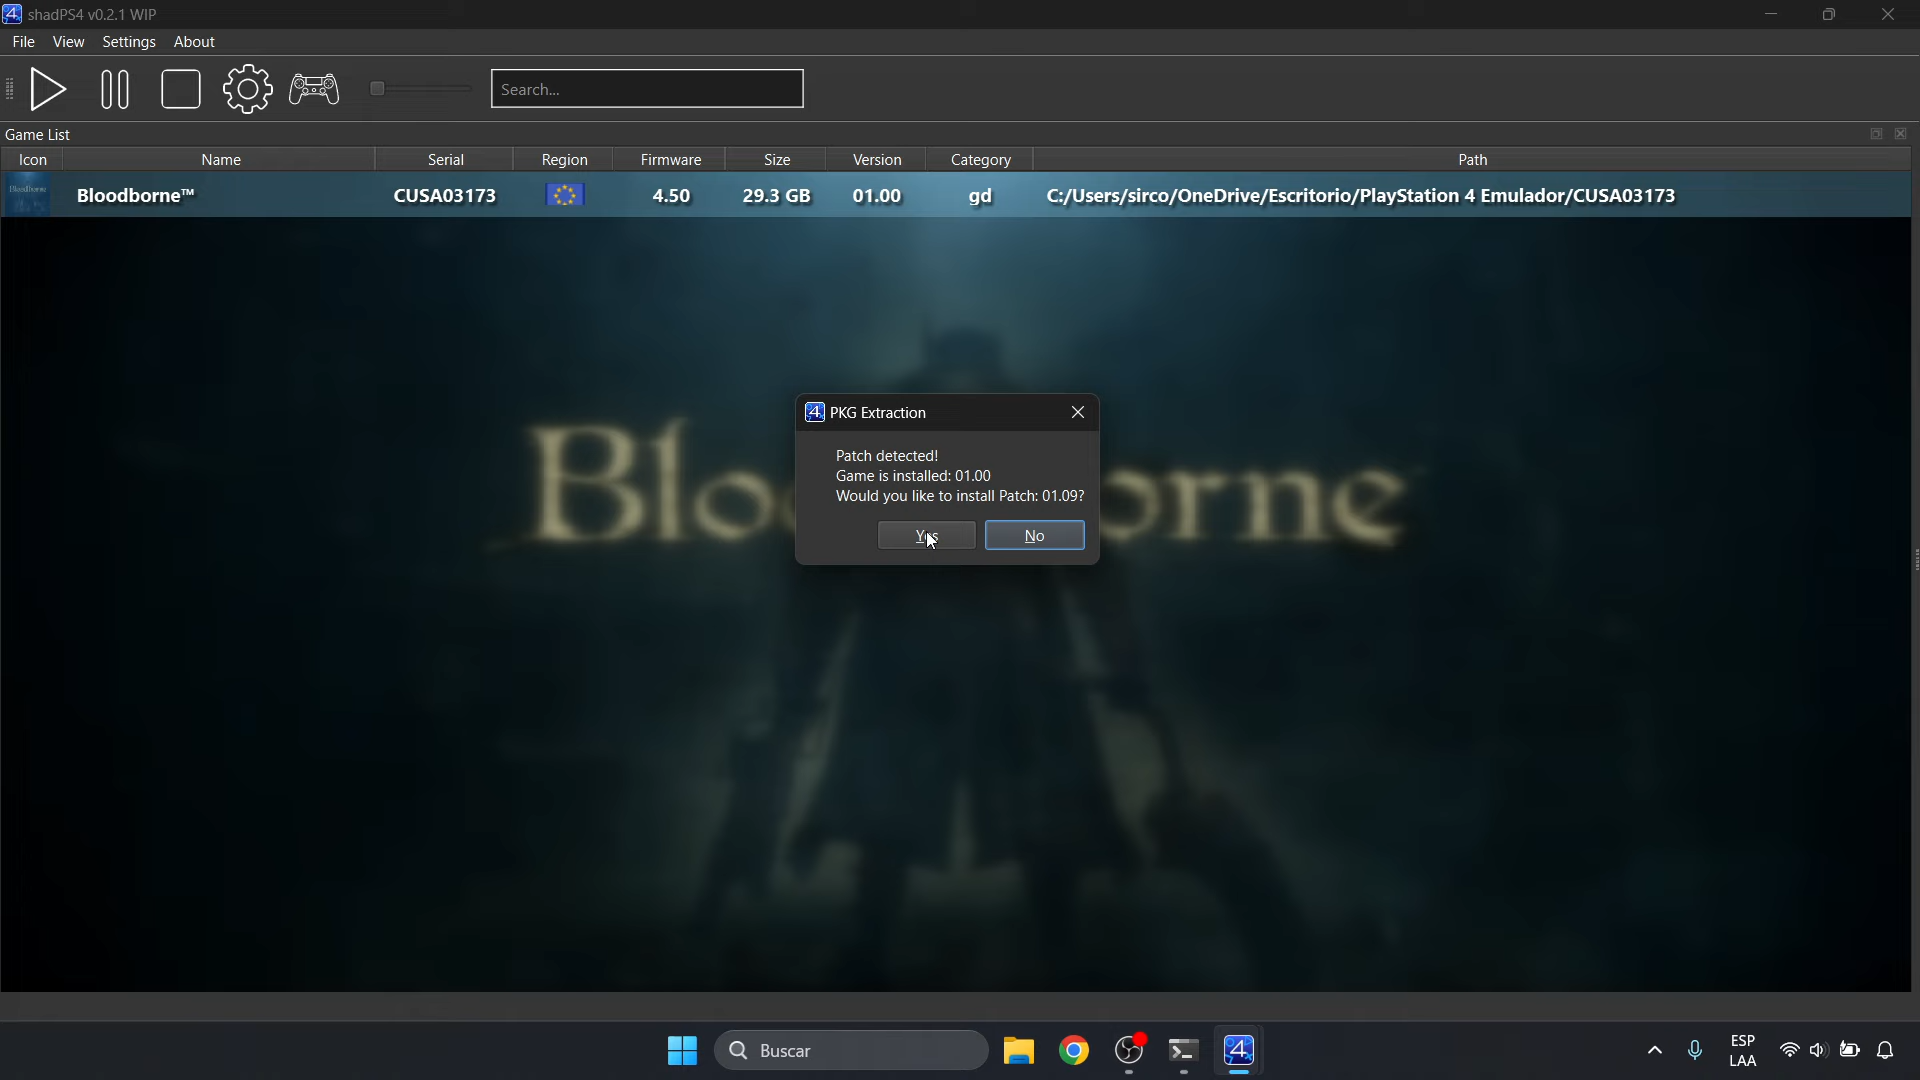 shadPS4 v0.2.1 WIP
File View Settings About
Search...
Game List
Icon Name Serial Region Firmware Size Version Category Path
Bloodborne
Bloodborne™ CUSA03173 4.50 29.3 GB 01.00 gd C:/Users/sirco/OneDrive/Escritorio/PlayStation 4 Emulador/CUSA03173
Bloodborne
PKG Extraction
Patch detected!
Game is installed: 01.00
Would you like to install Patch: 01.09?
Yes No
Buscar
ESP
LAA